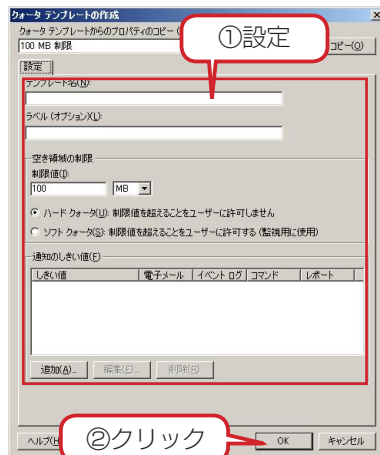 クォータ テンプレートの作成
クォータ テンプレートからのプロパティのコピー
①設定
100 MB 制限
コピー(O)
設定
テンプレート名(N):
ラベル (オプション)(L):
空き領域の制限
制限値(I):
100 MB
ハード クォータ(U): 制限値を超えることをユーザーに許可しません
ソフト クォータ(S): 制限値を超えることをユーザーに許可する (監視用に使用)
通知のしきい値(F)
しきい値 電子メール イベント ログ コマンド レポート
追加(A)... 編集(E)... 削除(R)
ヘルプ(H
②クリック
OK
キャンセル